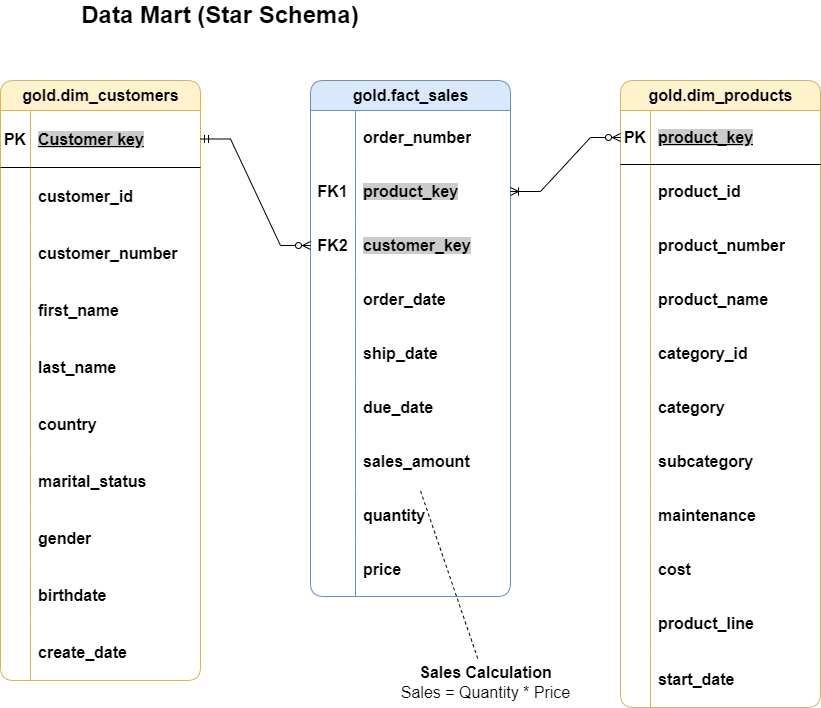 Data Mart (Star Schema)
gold.dim_customers
PK Customer key
customer_id
customer_number
first_name
last_name
country
marital_status
gender
birthdate
create_date
gold.fact_sales
order_number
FK1 product_key
FK2 customer_key
order_date
ship_date
due_date
sales_amount
quantity
price
Sales Calculation
Sales = Quantity * Price
gold.dim_products
PK product_key
product_id
product_number
product_name
category_id
category
subcategory
maintenance
cost
product_line
start_date